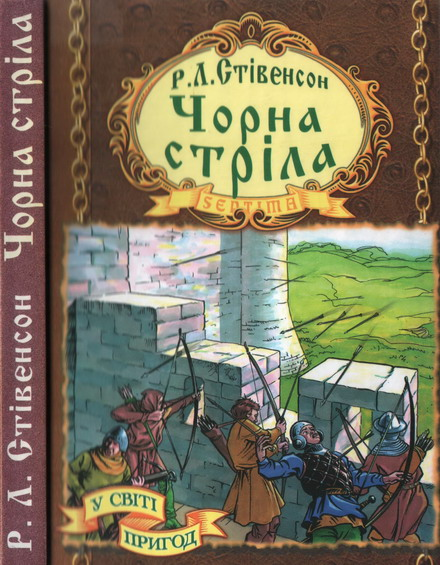 Р. Л. Стівенсон Чорна стріла
Р.Л.Стівенсон
Чорна
стріла
SEPTIMA
У СВІТІ
ПРИГОД